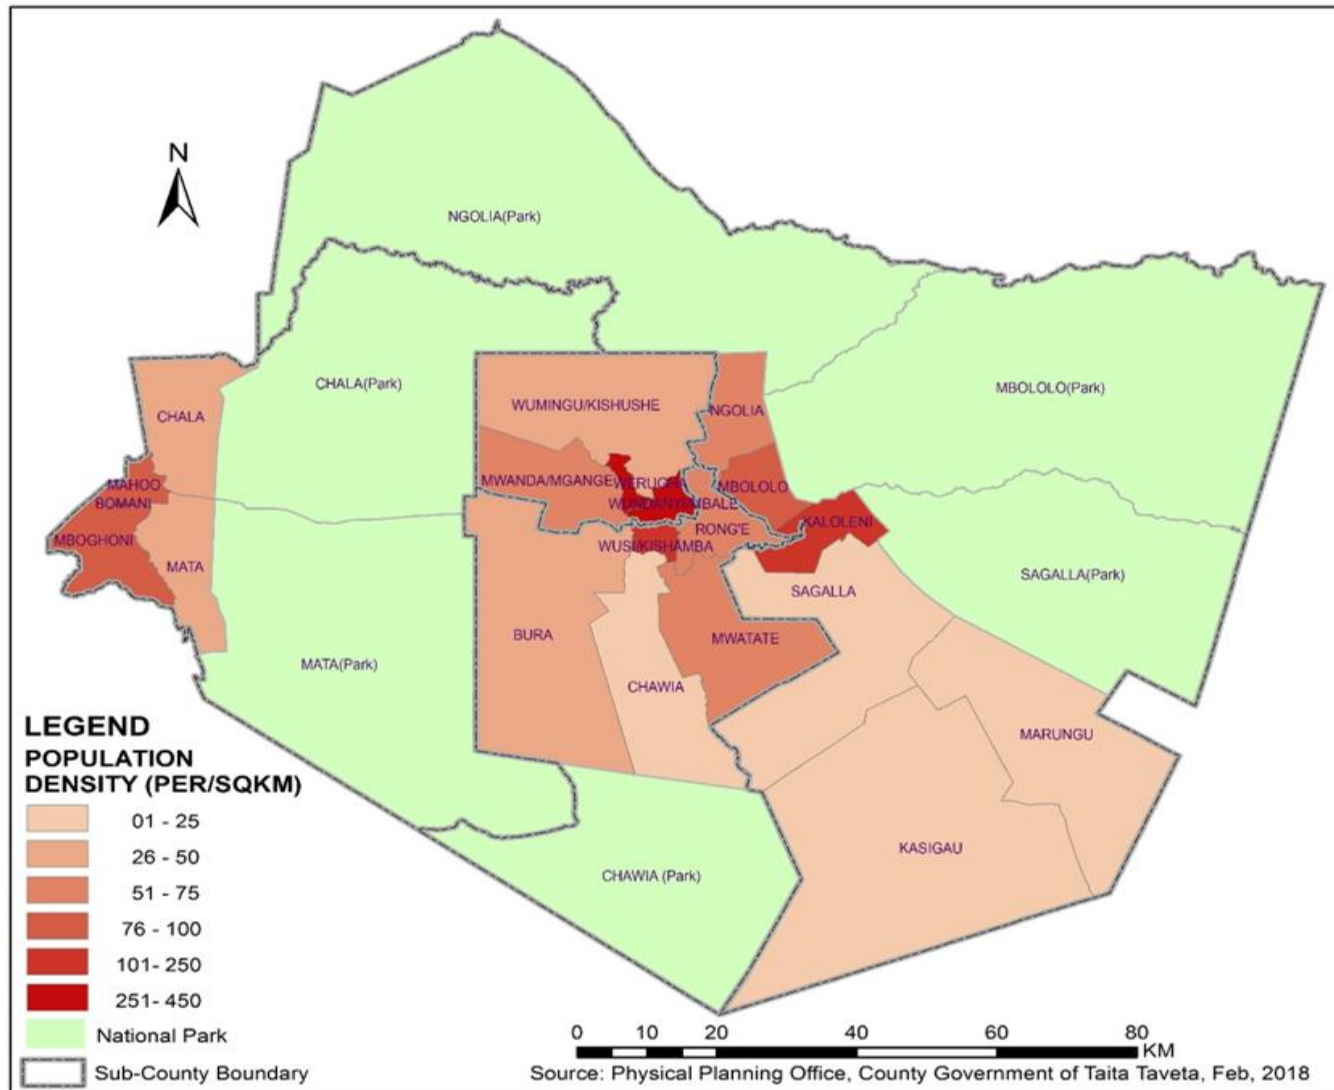 N
NGOLIA(Park)
CHALA(Park)
MBOLOLO(Park)
WUMINGU/KISHUSHE
NGOLIA
CHALA
MWANDA/MGANGE
WERUGHA
MBOLOLO
MAHOO
BOMANI
WUNDANYI/MBALE
KALOLENI
RONG'E
MBOGHONI
WUSI/KISHAMBA
MATA
SAGALLA
SAGALLA(Park)
BURA
MWATATE
MATA(Park)
CHAWIA
MARUNGU
KASIGAU
CHAWIA (Park)
LEGEND
POPULATION
DENSITY (PER/SQKM)
01 - 25
26 - 50
51 - 75
76 - 100
101- 250
251- 450
National Park
Sub-County Boundary
0 10 20 40 60 80
KM
Source: Physical Planning Office, County Government of Taita Taveta, Feb, 2018